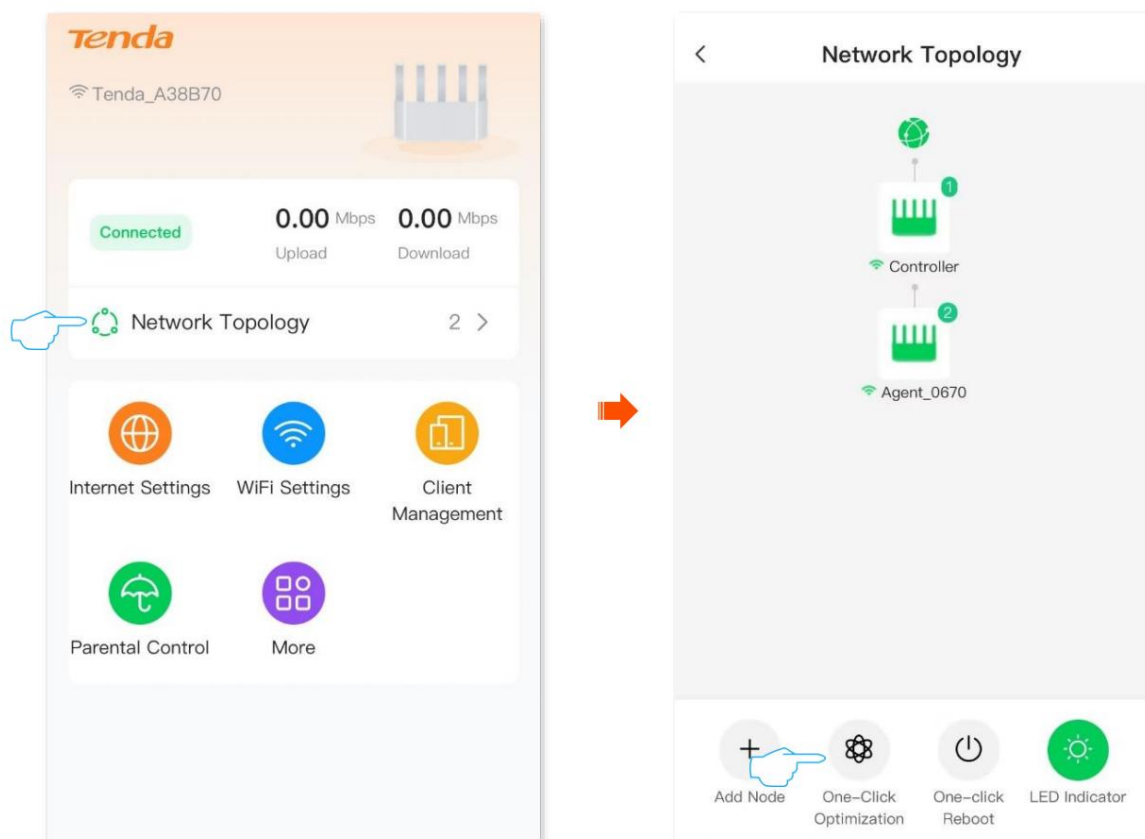 Tenda
Tenda_A38B70
Connected
0.00 Mbps
Upload
0.00 Mbps
Download
Network Topology
2
Internet Settings
WiFi Settings
Client
Management
Parental Control
More
Network Topology
1
Controller
2
Agent_0670
Add Node
One-Click
Optimization
One-click
Reboot
LED Indicator